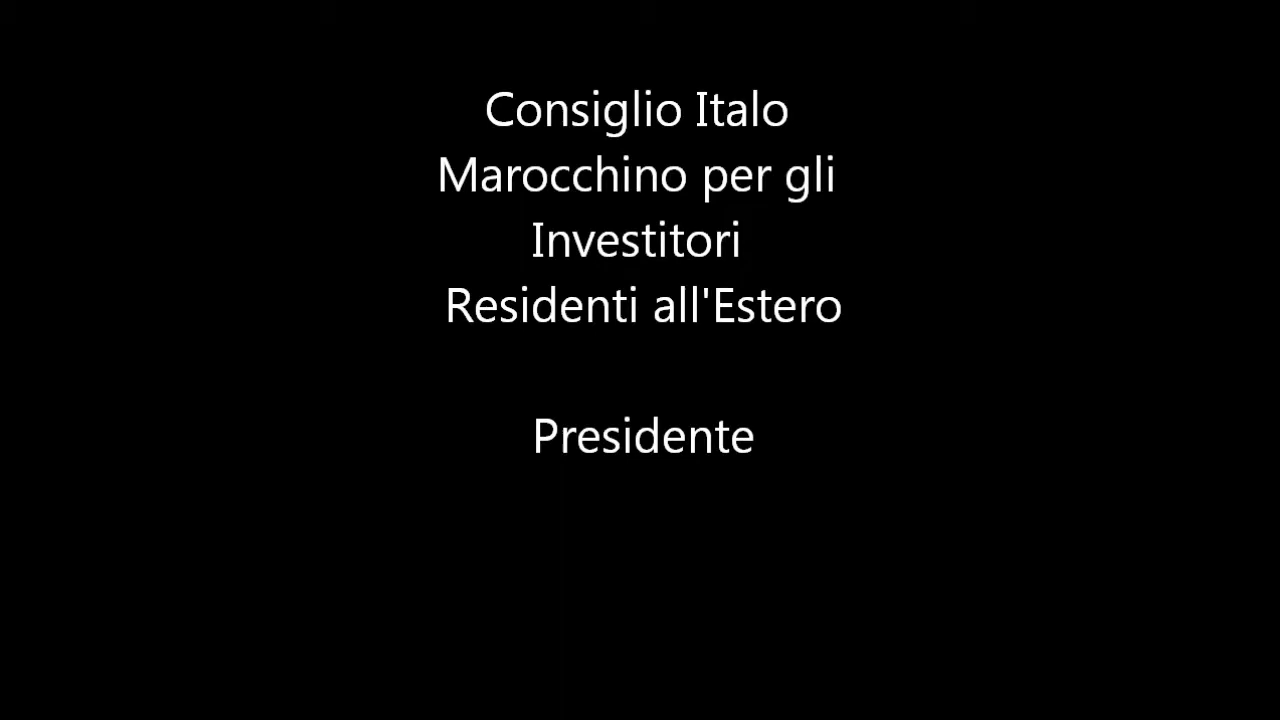 Consiglio Italo
Marocchino per gli
Investitori
Residenti all'Estero
Presidente